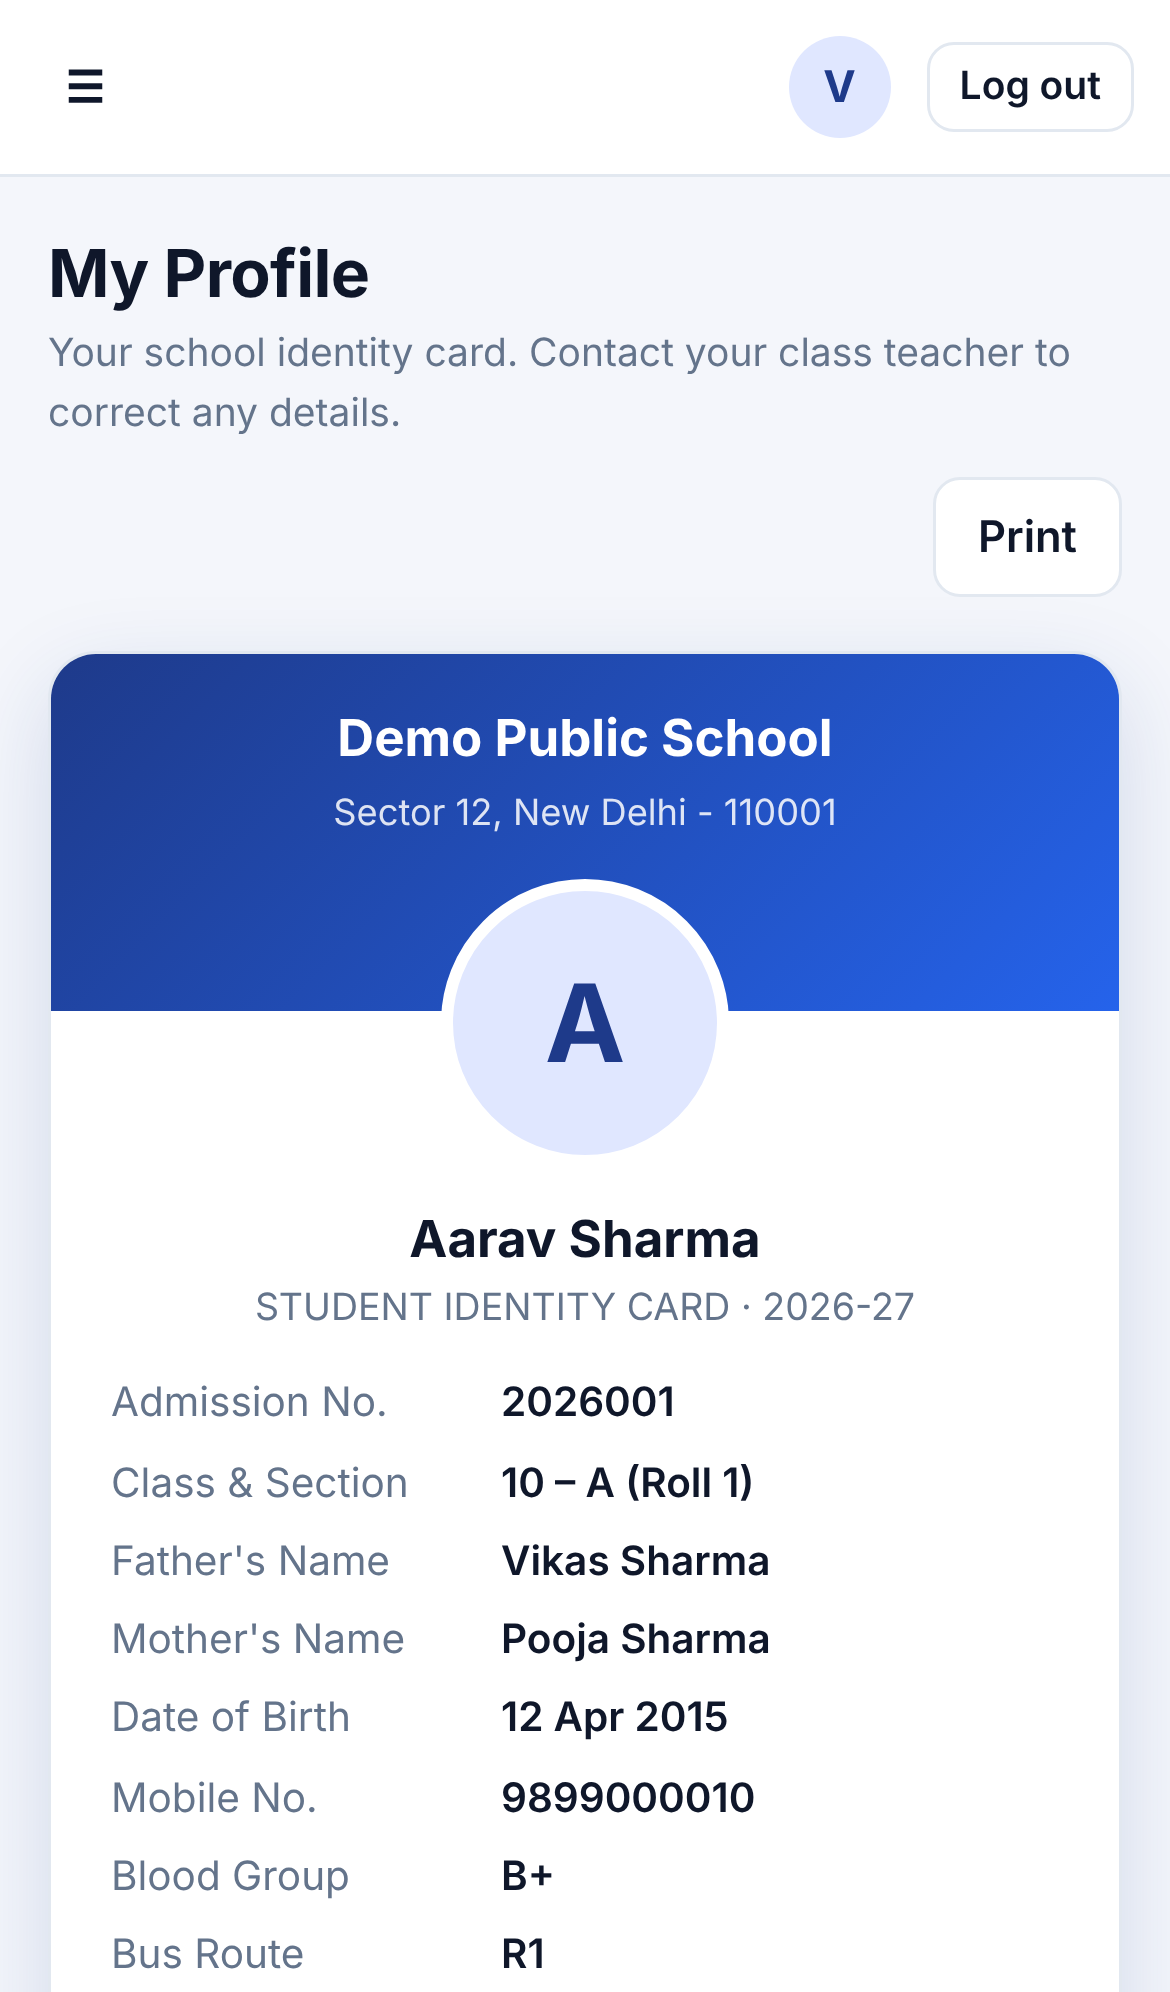 ☰
V
Log out
My Profile
Your school identity card. Contact your class teacher to
correct any details.
Print
Demo Public School
Sector 12, New Delhi - 110001
A
Aarav Sharma
STUDENT IDENTITY CARD · 2026-27
Admission No. 2026001
Class & Section 10 – A (Roll 1)
Father's Name Vikas Sharma
Mother's Name Pooja Sharma
Date of Birth 12 Apr 2015
Mobile No. 9899000010
Blood Group B+
Bus Route R1